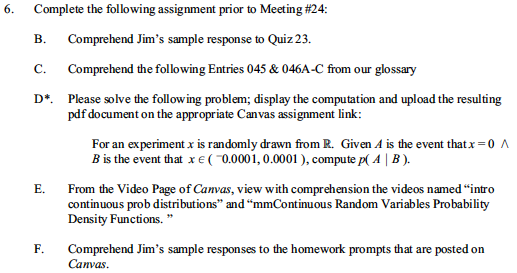 6. Complete the following assignment prior to Meeting #24:
B. Comprehend Jim's sample response to Quiz 23.
C. Comprehend the following Entries 045 & 046A-C from our glossary
D*. Please solve the following problem; display the computation and upload the resulting
pdf document on the appropriate Canvas assignment link:
For an experiment x is randomly drawn from ℝ. Given A is the event that x = 0 ∧
B is the event that x ∈ ( ⁻0.0001, 0.0001 ), compute p( A | B ).
E. From the Video Page of Canvas, view with comprehension the videos named "intro
continuous prob distributions" and "mmContinuous Random Variables Probability
Density Functions. "
F. Comprehend Jim's sample responses to the homework prompts that are posted on
Canvas.